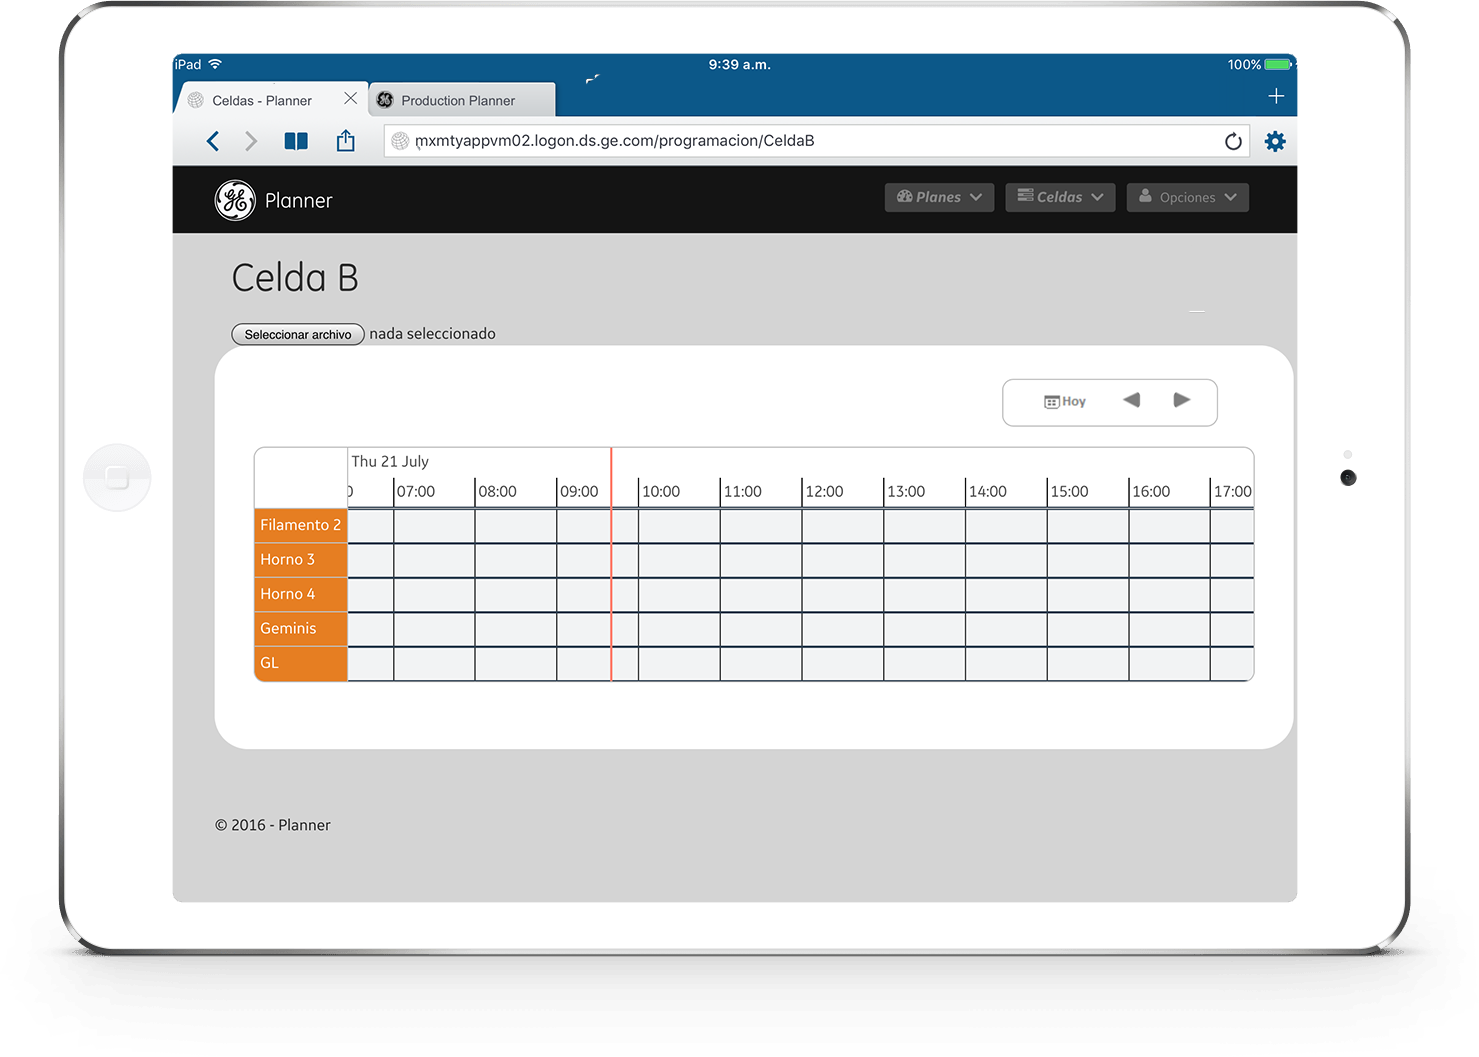 iPad 9:39 a.m. 100%
Celdas - Planner Production Planner
mxmtyappvm02.logon.ds.ge.com/programacion/CeldaB
GE Planner Planes Celdas Opciones
Celda B
Seleccionar archivo nada seleccionado
Hoy
Thu 21 July
0 07:00 08:00 09:00 10:00 11:00 12:00 13:00 14:00 15:00 16:00 17:00
Filamento 2
Horno 3
Horno 4
Geminis
GL
© 2016 - Planner